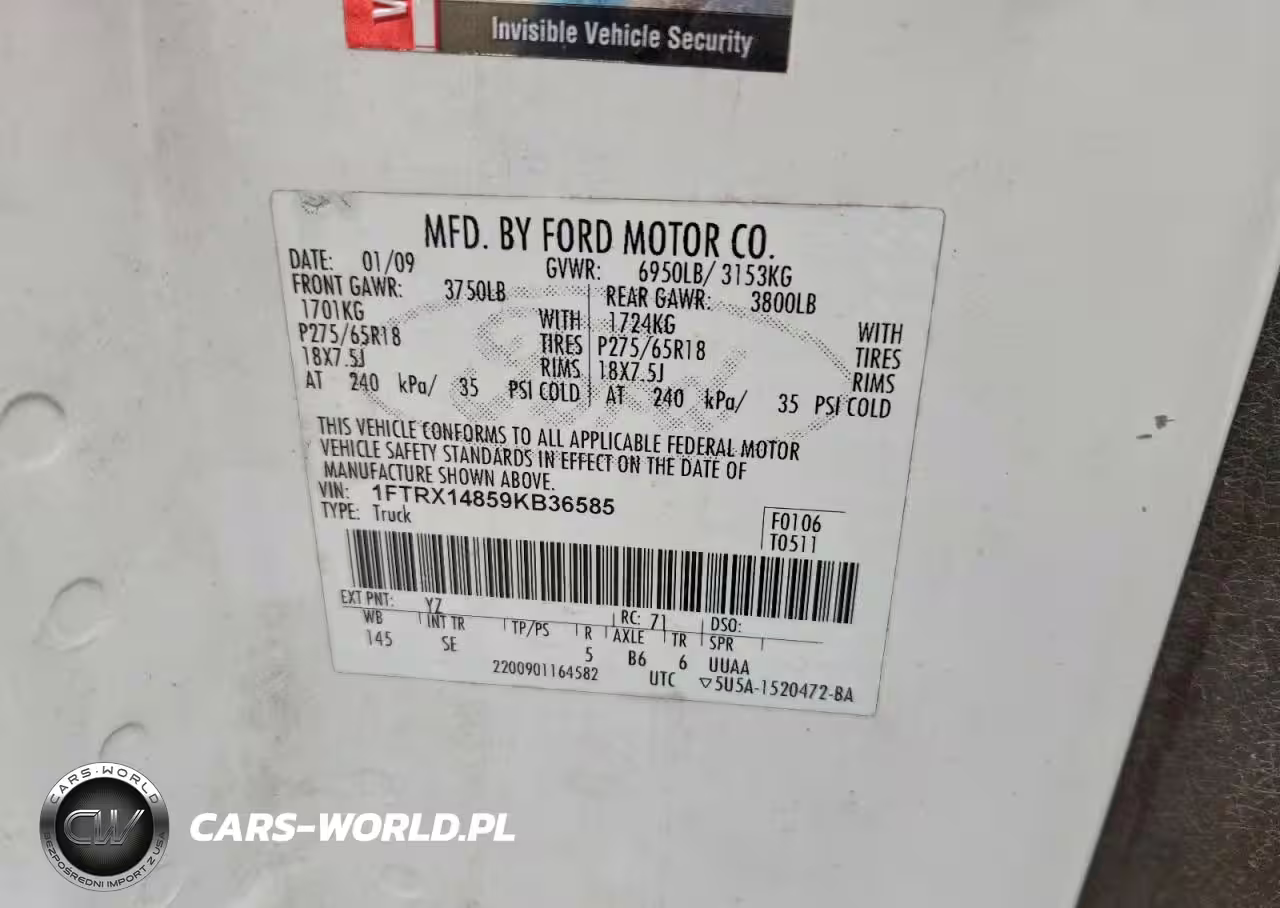 Invisible Vehicle Security
MFD. BY FORD MOTOR CO.
DATE: 01/09 GVWR: 6950LB/ 3153KG
FRONT GAWR: 3750LB REAR GAWR: 3800LB
1701KG WITH 1724KG WITH
P275/65R18 TIRES P275/65R18 TIRES
18X7.5J RIMS 18X7.5J RIMS
AT 240 kPa/ 35 PSI COLD AT 240 kPa/ 35 PSI COLD
THIS VEHICLE CONFORMS TO ALL APPLICABLE FEDERAL MOTOR
VEHICLE SAFETY STANDARDS IN EFFECT ON THE DATE OF
MANUFACTURE SHOWN ABOVE.
VIN: 1FTRX14859KB36585
TYPE: Truck
F0106
T0511
EXT PNT: YZ RC: 71 DSO:
WB INT TR TP/PS R AXLE TR SPR
145 SE 5 B6 6 UUAA
2200901164582 UTC ▽5U5A-1520472-BA
CARS-WORLD
CW
BEZPOŚREDNI IMPORT Z USA
CARS-WORLD.PL